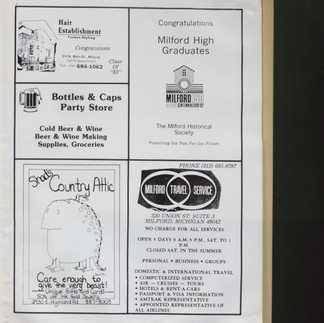 Hair
Establishment
Congratulations
Class
Of
684-1062
Bottles & Caps
Party Store
Cold Beer & Wine
Beer & Wine Making
Supplies, Groceries
Country Attic
Care enough to
give the very beast!
Congratulations
Milford High
Graduates
MILFORD
The Milford Historical
Society
Preserving Our Past For Our Future
PHONE (313) 685-8797
MILFORD TRAVEL SERVICE
320 UNION ST. SUITE 3
MILFORD, MICHIGAN 48042
NO CHARGE FOR ALL SERVICES
OPEN 5 DAYS 9 A.M.-5 P.M., SAT. TO 1
P.M.
CLOSED SAT. IN THE SUMMER
PERSONAL • BUSINESS • GROUPS
DOMESTIC & INTERNATIONAL TRAVEL
• COMPUTERIZED SERVICE
• AIR — CRUISES — TOURS
• HOTELS & RENT-A-CARS
• PASSPORT & VISA INFORMATION
• AMTRAK REPRESENTATIVE
• APPOINTED REPRESENTATIVE OF
ALL AIRLINES